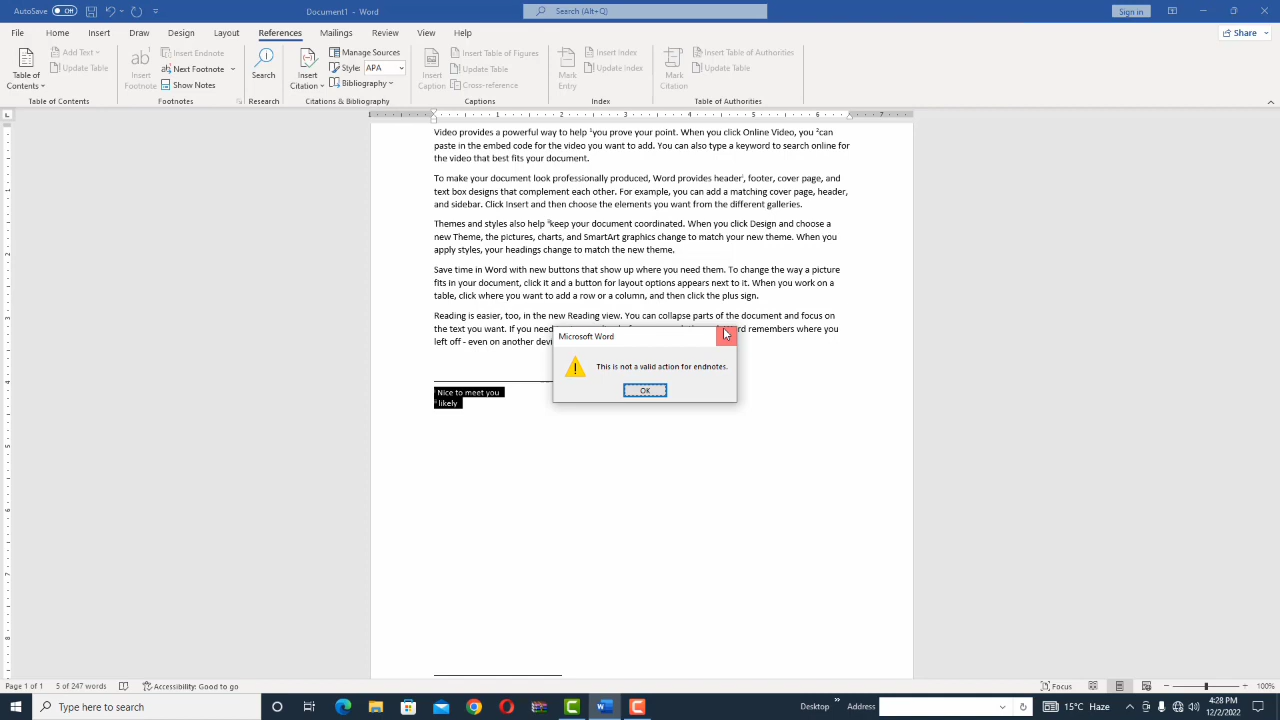 AutoSave Off
Document1 - Word
Search (Alt+Q)
Sign in
File Home Insert Draw Design Layout References Mailings Review View Help
Share
Table of Contents
Add Text
Update Table
Table of Contents
ab
Insert Footnote
Insert Endnote
Next Footnote
Show Notes
Footnotes
Search
Research
Insert Citation
Manage Sources
Style: APA
Bibliography
Citations & Bibliography
Insert Caption
Insert Table of Figures
Update Table
Cross-reference
Captions
Mark Entry
Insert Index
Update Index
Index
Mark Citation
Insert Table of Authorities
Update Table
Table of Authorities
1 1 2 3 4 5 6 7
Video provides a powerful way to help ¹you prove your point. When you click Online Video, you ²can
paste in the embed code for the video you want to add. You can also type a keyword to search online for
the video that best fits your document.
To make your document look professionally produced, Word provides headerⁱ, footer, cover page, and
text box designs that complement each other. For example, you can add a matching cover page, header,
and sidebar. Click Insert and then choose the elements you want from the different galleries.
Themes and styles also help ⁱⁱkeep your document coordinated. When you click Design and choose a
new Theme, the pictures, charts, and SmartArt graphics change to match your new theme. When you
apply styles, your headings change to match the new theme.
Save time in Word with new buttons that show up where you need them. To change the way a picture
fits in your document, click it and a button for layout options appears next to it. When you work on a
table, click where you want to add a row or a column, and then click the plus sign.
Reading is easier, too, in the new Reading view. You can collapse parts of the document and focus on
the text you want. If you need
remembers where you
left off - even on another devi
Microsoft Word
This is not a valid action for endnotes.
OK
Nice to meet you
likely
Page 1 of 1 5 of 247 words Accessibility: Good to go
Focus
100%
Type here to search
Desktop
Address
15°C Haze
4:28 PM
12/2/2022